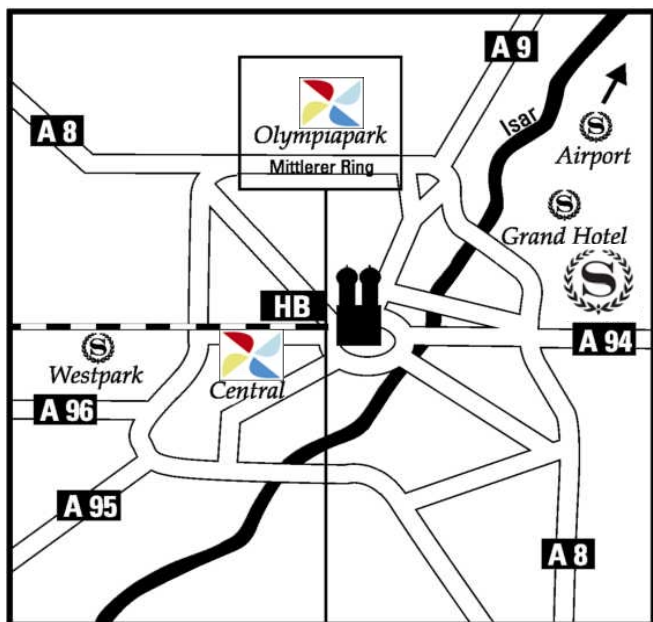 A 9
A 8
Olympiapark
Mittlerer Ring
Isar
S
Airport
S
Grand Hotel
S
HB
A 94
S
Westpark
Central
A 96
A 95
A 8